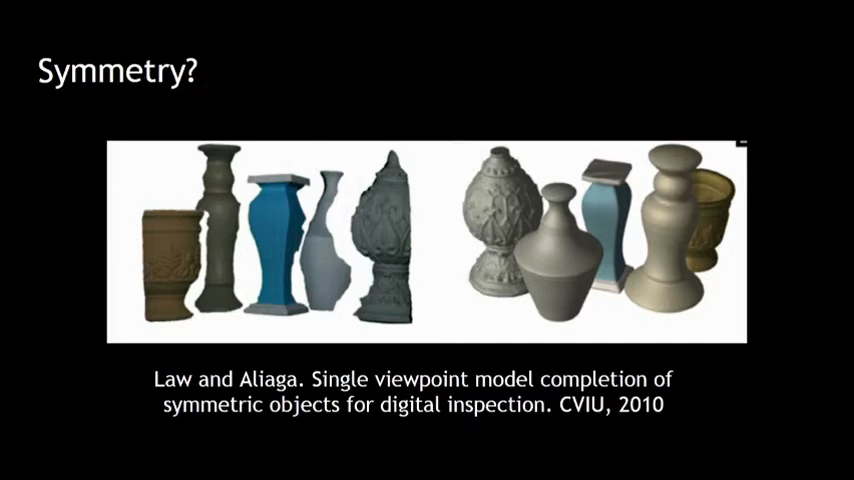 Symmetry?
Law and Aliaga. Single viewpoint model completion of
symmetric objects for digital inspection. CVIU, 2010